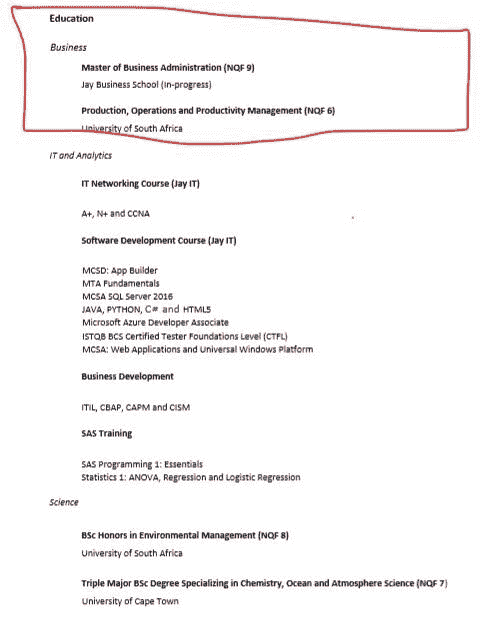 Education
Business
Master of Business Administration (NQF 9)
Jay Business School (In-progress)
Production, Operations and Productivity Management (NQF 6)
University of South Africa
IT and Analytics
IT Networking Course (Jay IT)
A+, N+ and CCNA
Software Development Course (Jay IT)
MCSD: App Builder
MTA Fundamentals
MCSA SQL Server 2016
JAVA, PYTHON, C# and HTML5
Microsoft Azure Developer Associate
ISTQB BCS Certified Tester Foundations Level (CTFL)
MCSA: Web Applications and Universal Windows Platform
Business Development
ITIL, CBAP, CAPM and CISM
SAS Training
SAS Programming 1: Essentials
Statistics 1: ANOVA, Regression and Logistic Regression
Science
BSc Honors in Environmental Management (NQF 8)
University of South Africa
Triple Major BSc Degree Specializing in Chemistry, Ocean and Atmosphere Science (NQF 7)
University of Cape Town